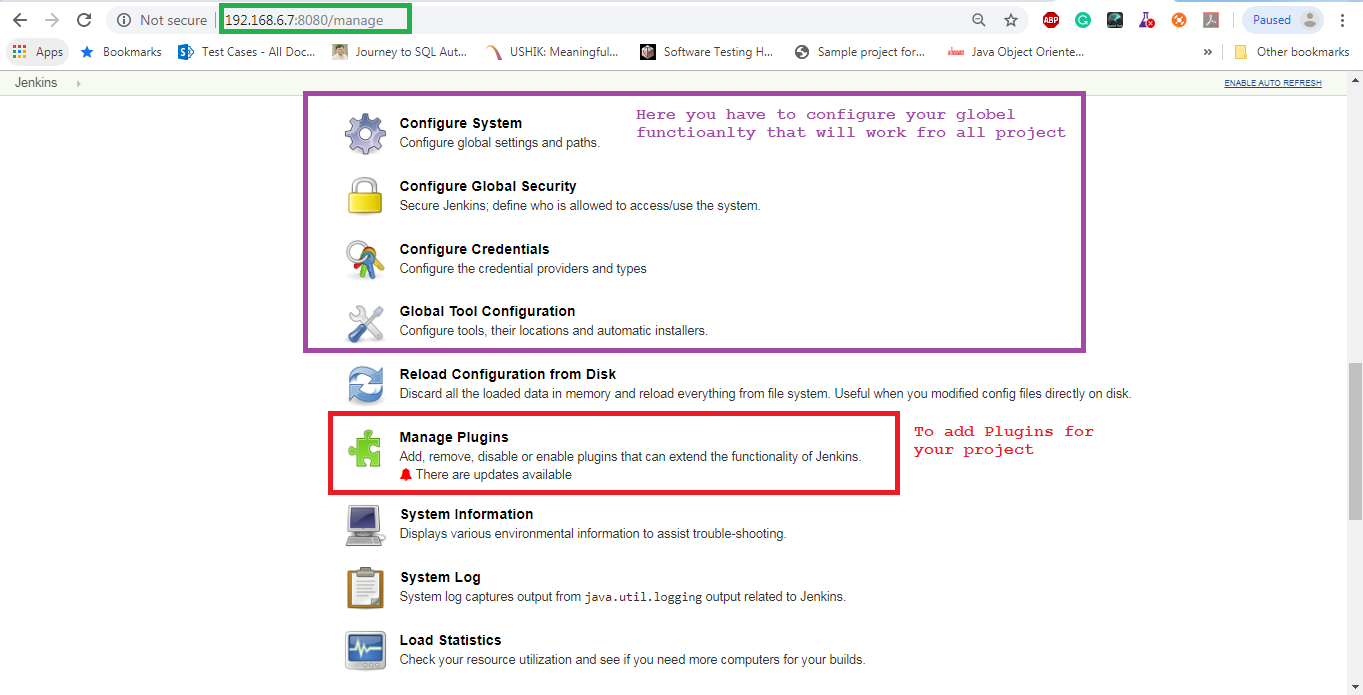 Not secure
192.168.6.7:8080/manage
ABP
Paused
Apps
Bookmarks
Test Cases - All Doc...
Journey to SQL Aut...
USHIK: Meaningful...
Software Testing H...
Sample project for...
Java Object Oriente...
»
Other bookmarks
Jenkins
ENABLE AUTO REFRESH
Configure System
Configure global settings and paths.
Here you have to configure your globel
functioanlty that will work fro all project
Configure Global Security
Secure Jenkins; define who is allowed to access/use the system.
Configure Credentials
Configure the credential providers and types
Global Tool Configuration
Configure tools, their locations and automatic installers.
Reload Configuration from Disk
Discard all the loaded data in memory and reload everything from file system. Useful when you modified config files directly on disk.
Manage Plugins
Add, remove, disable or enable plugins that can extend the functionality of Jenkins.
There are updates available
To add Plugins for
your project
System Information
Displays various environmental information to assist trouble-shooting.
System Log
System log captures output from java.util.logging output related to Jenkins.
Load Statistics
Check your resource utilization and see if you need more computers for your builds.